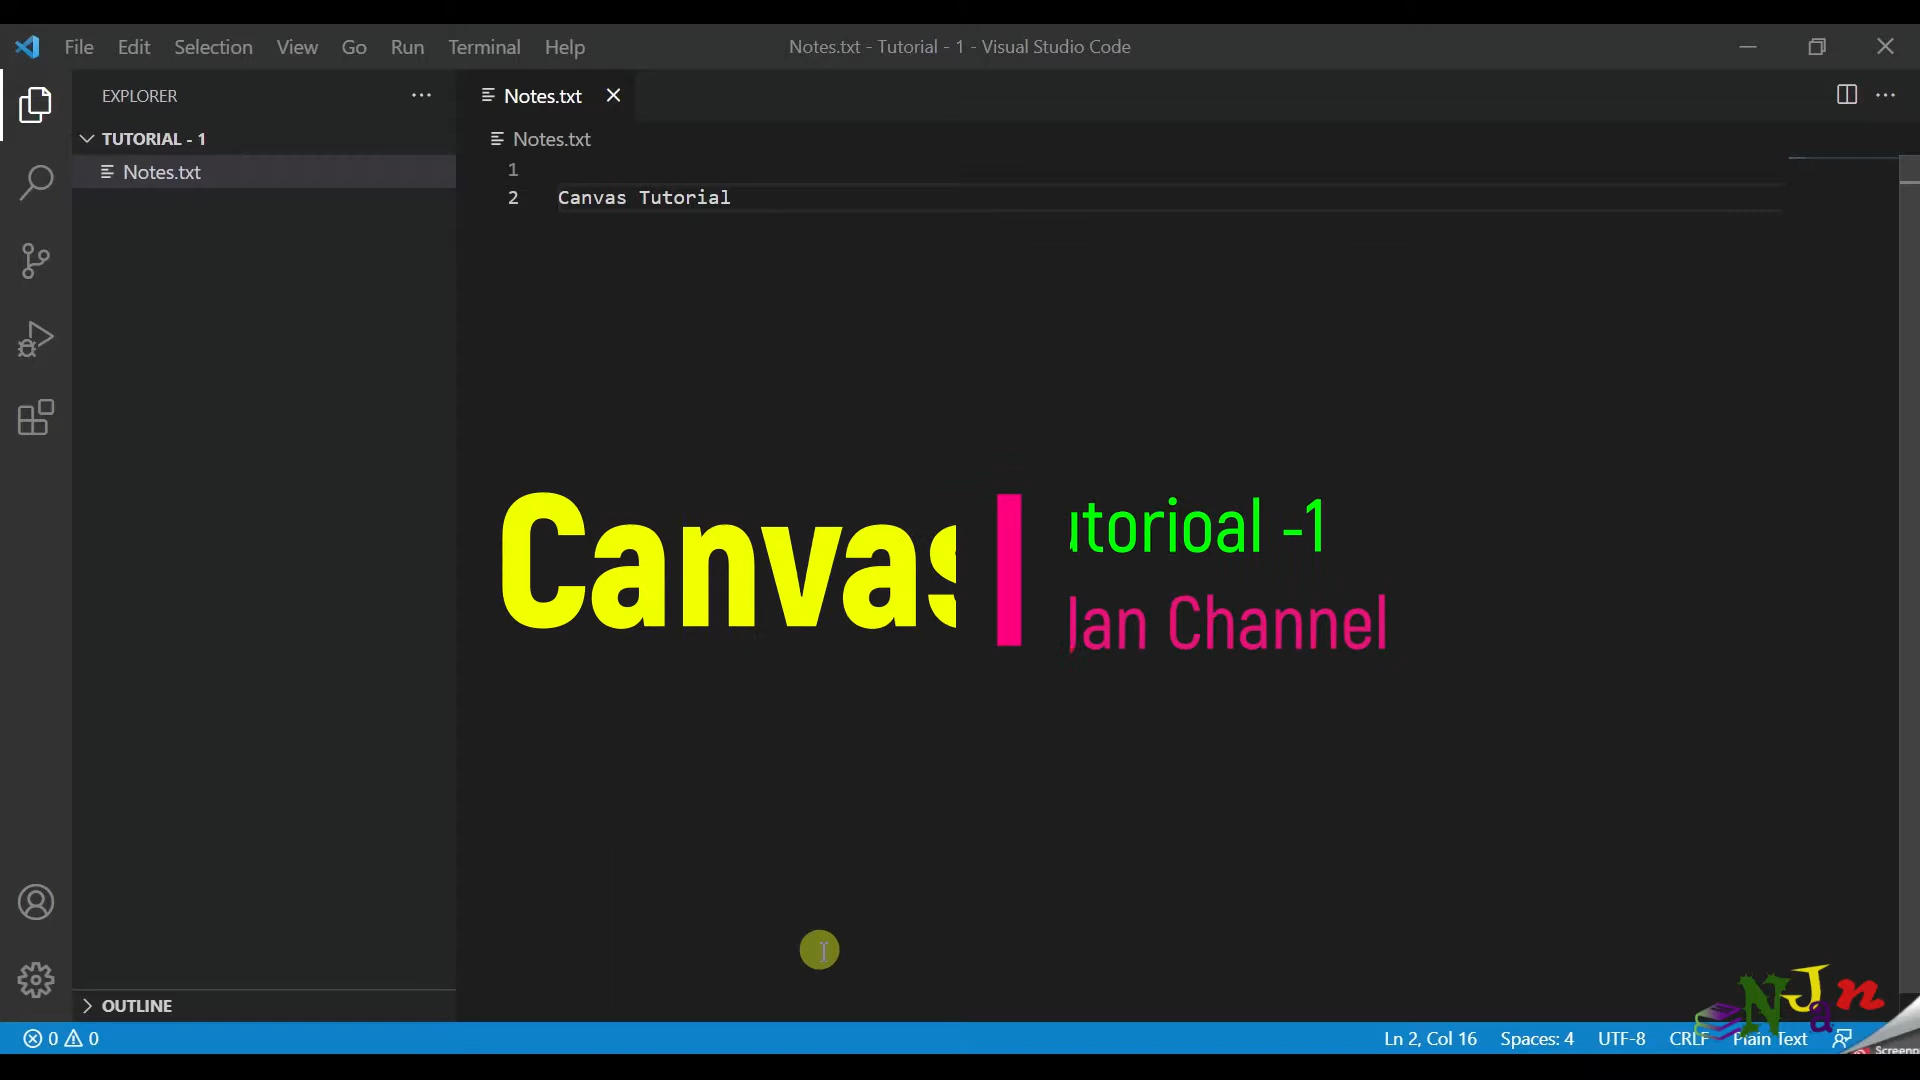 File Edit Selection View Go Run Terminal Help
Notes.txt - Tutorial - 1 - Visual Studio Code
EXPLORER
Notes.txt
TUTORIAL - 1
Notes.txt
Notes.txt
1
2 Canvas Tutorial
Canvas
utorioal -1
Jan Channel
NJan
OUTLINE
0 0
Ln 2, Col 16 Spaces: 4 UTF-8 CRLF Plain Text